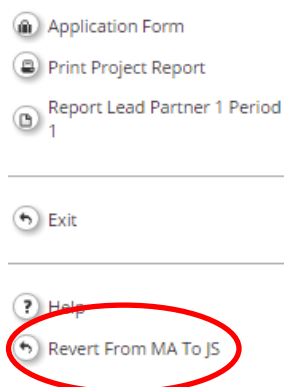 Application Form
Print Project Report
Report Lead Partner 1 Period
1
Exit
? Help
Revert From MA To JS